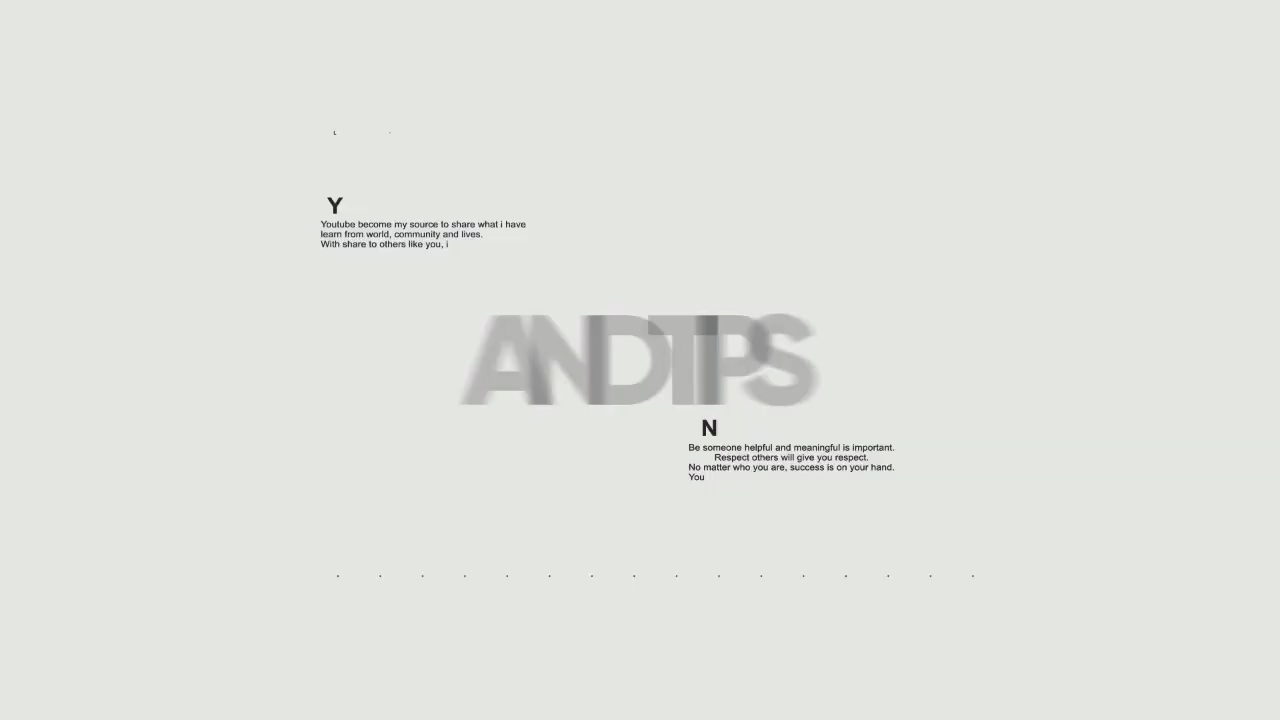 Y
Youtube become my source to share what i have
learn from world, community and lives.
With share to others like you, i
ANDTIPS
N
Be someone helpful and meaningful is important.
Respect others will give you respect.
No matter who you are, success is on your hand.
You